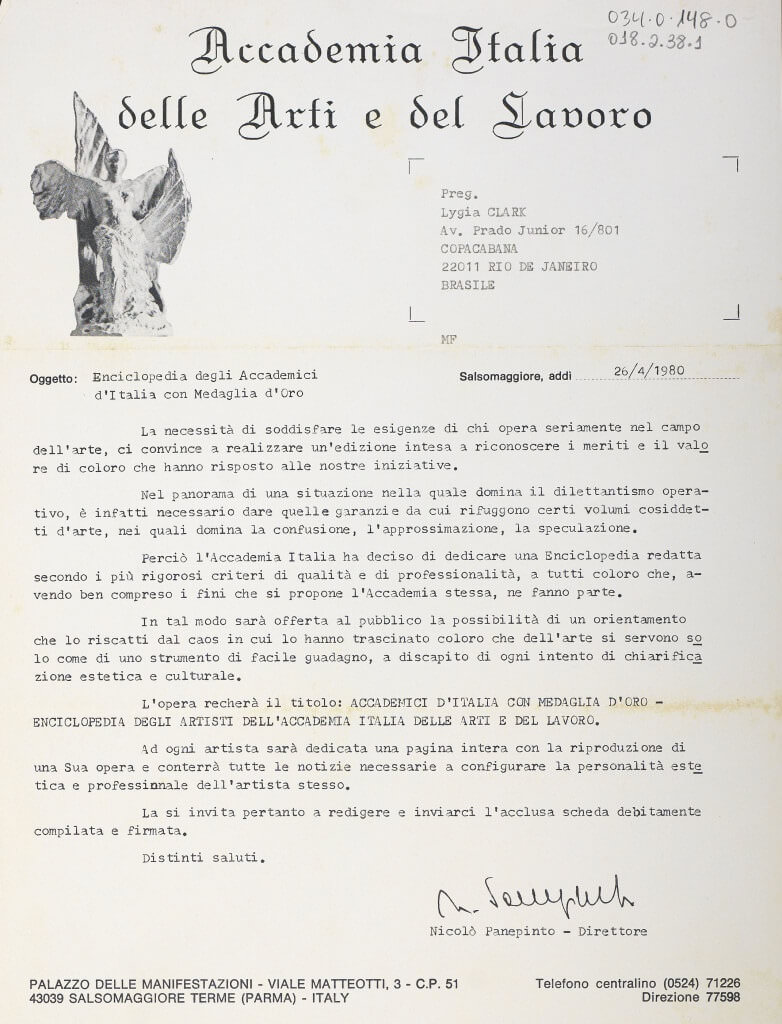 034.0.148.0
018.2.38.1
Accademia Italia
delle Arti e del Lavoro
Preg.
Lygia CLARK
Av. Prado Junior 16/801
COPACABANA
22011 RIO DE JANEIRO
BRASILE
MF
Oggetto: Enciclopedia degli Accademici
d'Italia con Medaglia d'Oro
Salsomaggiore, addì 26/4/1980
La necessità di soddisfare le esigenze di chi opera seriamente nel campo
dell'arte, ci convince a realizzare un'edizione intesa a riconoscere i meriti e il valo
re di coloro che hanno risposto alle nostre iniziative.
Nel panorama di una situazione nella quale domina il dilettantismo opera-
tivo, è infatti necessario dare quelle garanzie da cui rifuggono certi volumi cosiddet-
ti d'arte, nei quali domina la confusione, l'approssimazione, la speculazione.
Perciò l'Accademia Italia ha deciso di dedicare una Enciclopedia redatta
secondo i più rigorosi criteri di qualità e di professionalità, a tutti coloro che, a-
vendo ben compreso i fini che si propone l'Accademia stessa, ne fanno parte.
In tal modo sarà offerta al pubblico la possibilità di un orientamento
che lo riscatti dal caos in cui lo hanno trascinato coloro che dell'arte si servono so
lo come di uno strumento di facile guadagno, a discapito di ogni intento di chiarifica
zione estetica e culturale.
L'opera recherà il titolo: ACCADEMICI D'ITALIA CON MEDAGLIA D'ORO -
ENCICLOPEDIA DEGLI ARTISTI DELL'ACCADEMIA ITALIA DELLE ARTI E DEL LAVORO.
Ad ogni artista sarà dedicata una pagina intera con la riproduzione di
una Sua opera e conterrà tutte le notizie necessarie a configurare la personalità este
tica e professionale dell'artista stesso.
La si invita pertanto a redigere e inviarci l'acclusa scheda debitamente
compilata e firmata.
Distinti saluti.
Nicolò Panepinto - Direttore
PALAZZO DELLE MANIFESTAZIONI - VIALE MATTEOTTI, 3 - C.P. 51
43039 SALSOMAGGIORE TERME (PARMA) - ITALY
Telefono centralino (0524) 71226
Direzione 77598